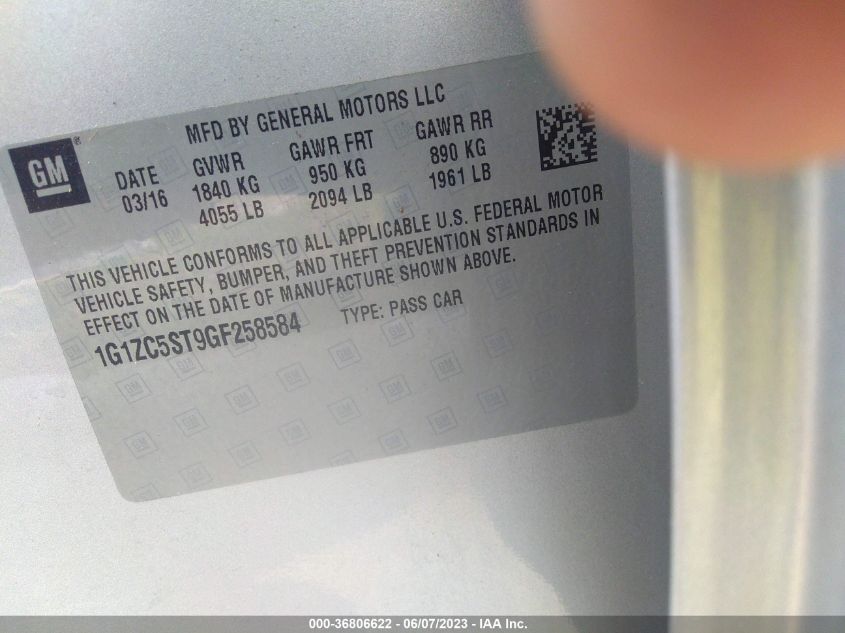 MFD BY GENERAL MOTORS LLC
GM
DATE GVWR GAWR FRT GAWR RR
03/16 1840 KG 950 KG 890 KG
4055 LB 2094 LB 1961 LB
THIS VEHICLE CONFORMS TO ALL APPLICABLE U.S. FEDERAL MOTOR
VEHICLE SAFETY, BUMPER, AND THEFT PREVENTION STANDARDS IN
EFFECT ON THE DATE OF MANUFACTURE SHOWN ABOVE.
1G1ZC5ST9GF258584 TYPE: PASS CAR
000-36806622 - 06/07/2023 - IAA Inc.